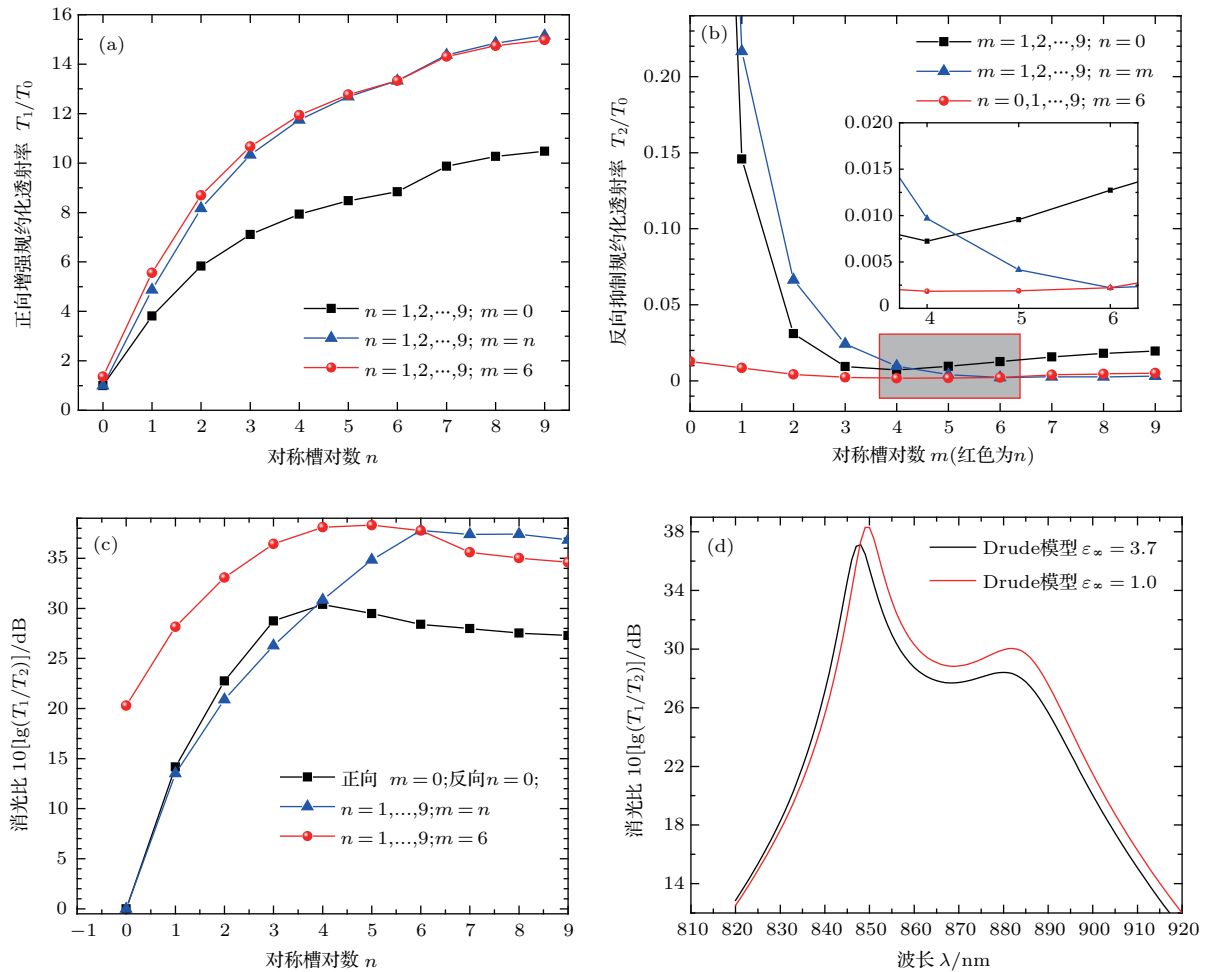 (a)
正向增强规约化透射率 T₁/T₀
16
14
12
10
8
6
4
2
0
n=1,2,⋯,9; m=0
n=1,2,⋯,9; m=n
n=1,2,⋯,9; m=6
0 1 2 3 4 5 6 7 8 9
对称槽对数 n
(b)
反向抑制规约化透射率 T₂/T₀
0.20
0.15
0.10
0.05
0
m=1,2,⋯,9; n=0
m=1,2,⋯,9; n=m
n=0,1,⋯,9; m=6
0.020
0.015
0.010
0.005
0
4 5 6
0 1 2 3 4 5 6 7 8 9
对称槽对数 m(红色为n)
(c)
消光比 10[lg(T₁/T₂)]/dB
35
30
25
20
15
10
5
0
正向 m=0;反向n=0;
n=1,...,9;m=n
n=1,...,9;m=6
−1 0 1 2 3 4 5 6 7 8 9
对称槽对数 n
(d)
消光比 10[lg(T₁/T₂)]/dB
38
34
30
26
22
18
14
Drude模型 ε∞=3.7
Drude模型 ε∞=1.0
810 820 830 840 850 860 870 880 890 900 910 920
波长 λ/nm